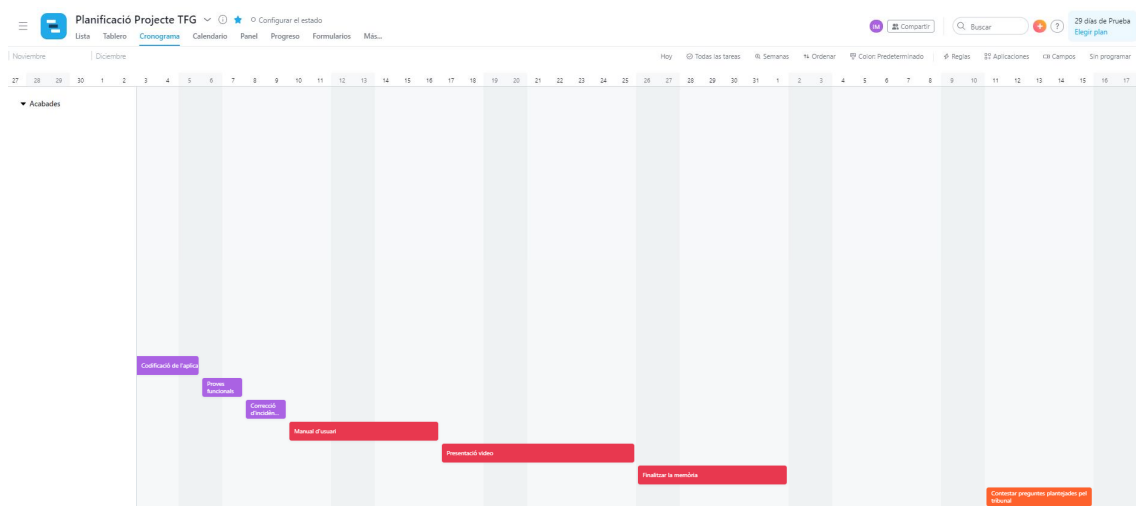 Planificació Projecte TFG
Configurar el estado
Lista Tablero Cronograma Calendario Panel Progreso Formularios Más...
IM Compartir Buscar + ? 29 días de Prueba
Elegir plan
Noviembre Diciembre Hoy Todas las tareas Semanas Ordenar Color: Predeterminado Reglas Aplicaciones Campos Sin programar
27 28 29 30 1 2 3 4 5 6 7 8 9 10 11 12 13 14 15 16 17 18 19 20 21 22 23 24 25 26 27 28 29 30 31 1 2 3 4 5 6 7 8 9 10 11 12 13 14 15 16 17
Acabades
Codificació de l'aplica
Proves
funcionals
Correcció
d'incidèn...
Manual d'usuari
Presentació vídeo
Finalitzar la memòria
Contestar preguntes plantejades pel
tribunal